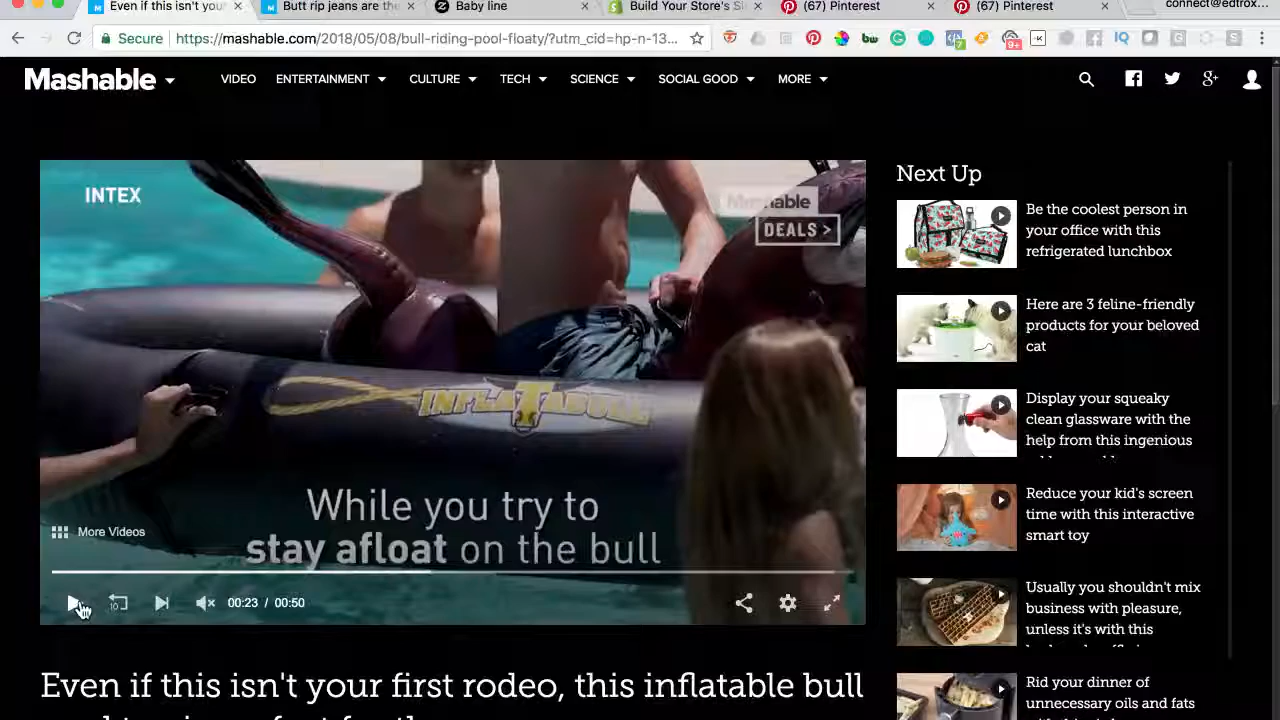 Even if this isn't you
Butt rip jeans are the
Baby line
Build Your Store's Sl
(67) Pinterest
(67) Pinterest
connect@edtrox...
Secure
https://mashable.com/2018/05/08/bull-riding-pool-floaty/?utm_cid=hp-n-13...
Mashable
VIDEO
ENTERTAINMENT
CULTURE
TECH
SCIENCE
SOCIAL GOOD
MORE
INTEX
Mashable
DEALS >
INFLATABULL
While you try to
stay afloat on the bull
More Videos
10
00:23 / 00:50
Next Up
Be the coolest person in
your office with this
refrigerated lunchbox
Here are 3 feline-friendly
products for your beloved
cat
Display your squeaky
clean glassware with the
help from this ingenious
Reduce your kid's screen
time with this interactive
smart toy
Usually you shouldn't mix
business with pleasure,
unless it's with this
Rid your dinner of
unnecessary oils and fats
Even if this isn't your first rodeo, this inflatable bull